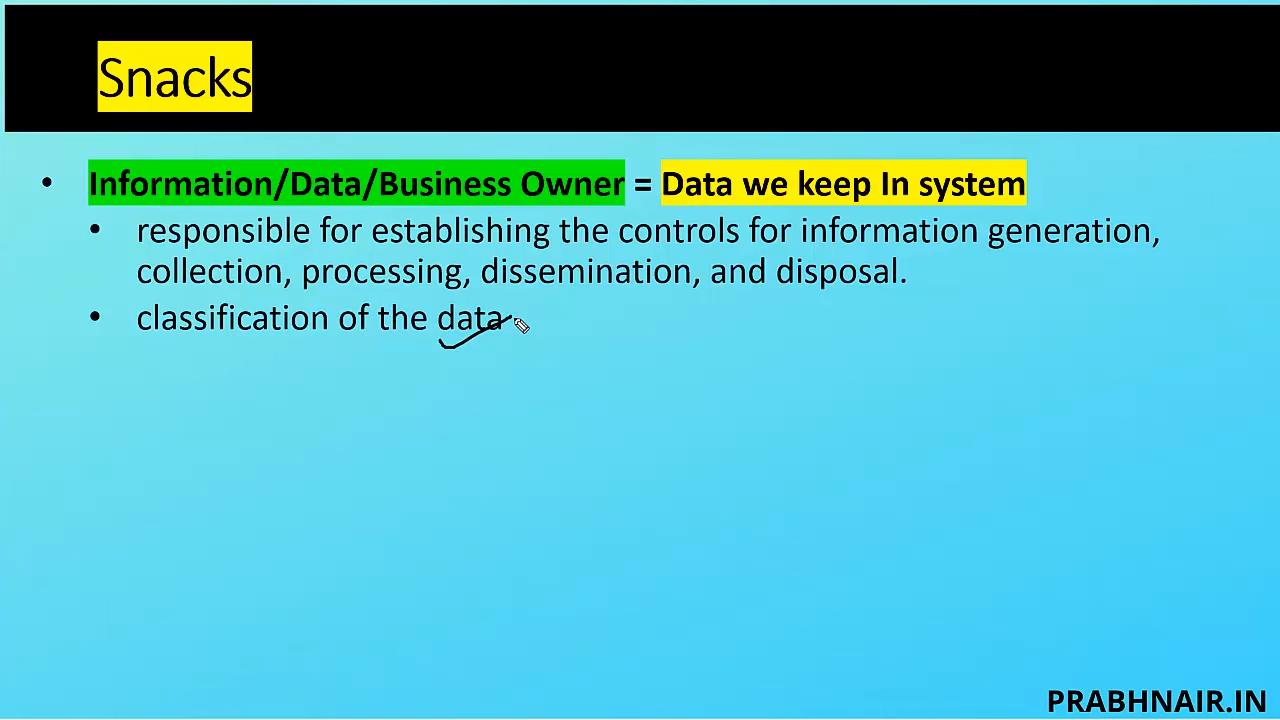 Snacks
• Information/Data/Business Owner = Data we keep In system
• responsible for establishing the controls for information generation,
collection, processing, dissemination, and disposal.
• classification of the data
PRABHNAIR.IN